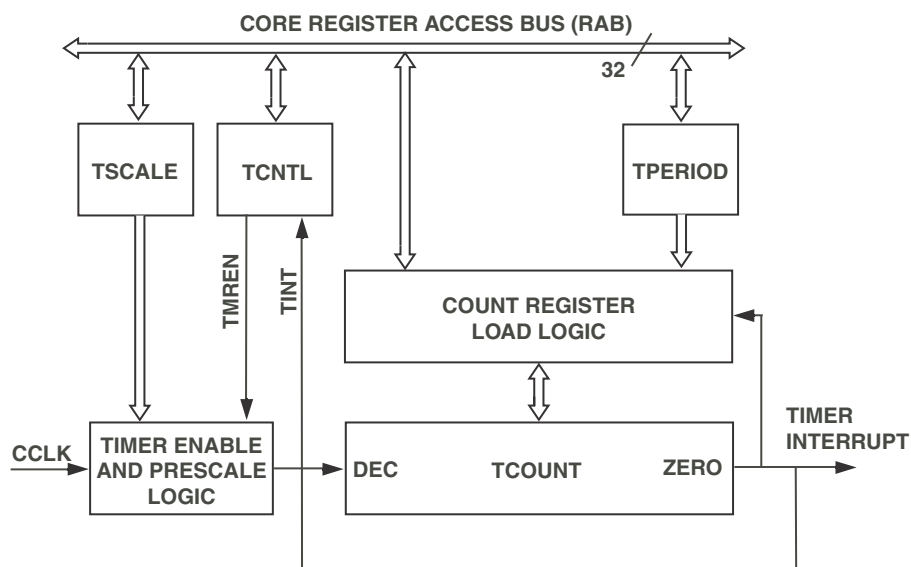 CORE REGISTER ACCESS BUS (RAB)
32
TSCALE
TCNTL
TPERIOD
TMREN
TINT
COUNT REGISTER
LOAD LOGIC
TIMER
INTERRUPT
CCLK
TIMER ENABLE
AND PRESCALE
LOGIC
DEC
TCOUNT
ZERO